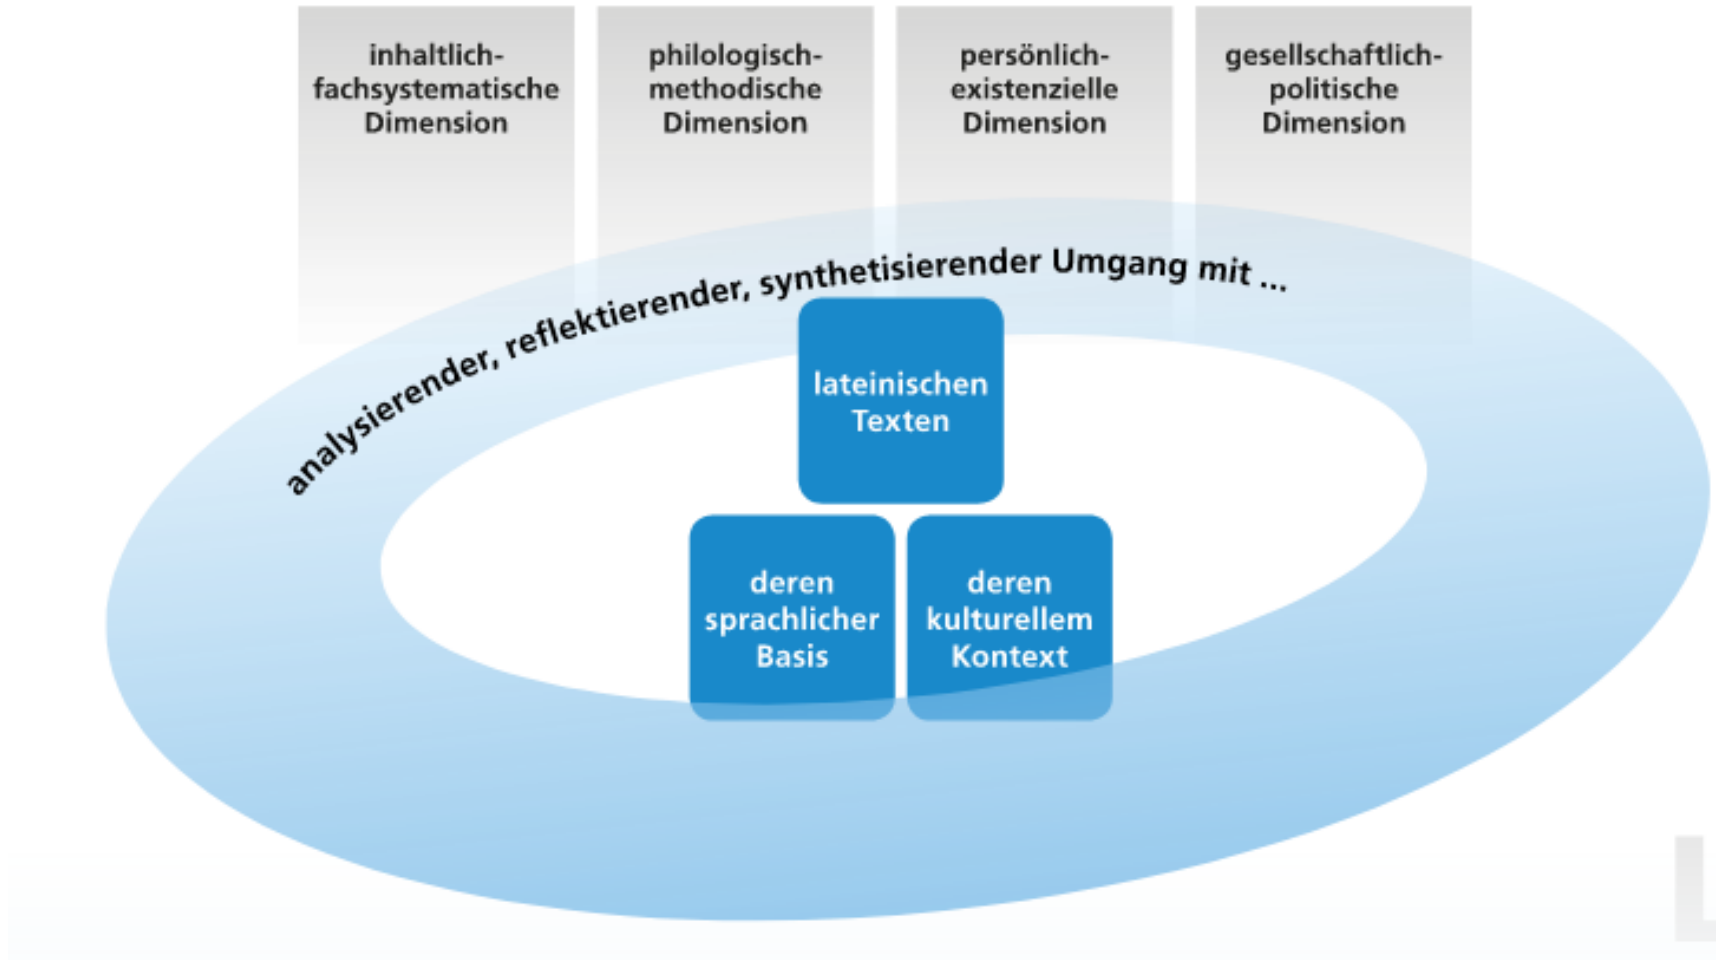 inhaltlich-
fachsystematische
Dimension
philologisch-
methodische
Dimension
persönlich-
existenzielle
Dimension
gesellschaftlich-
politische
Dimension
analysierender, reflektierender, synthetisierender Umgang mit ...
lateinischen
Texten
deren
sprachlicher
Basis
deren
kulturellem
Kontext
L